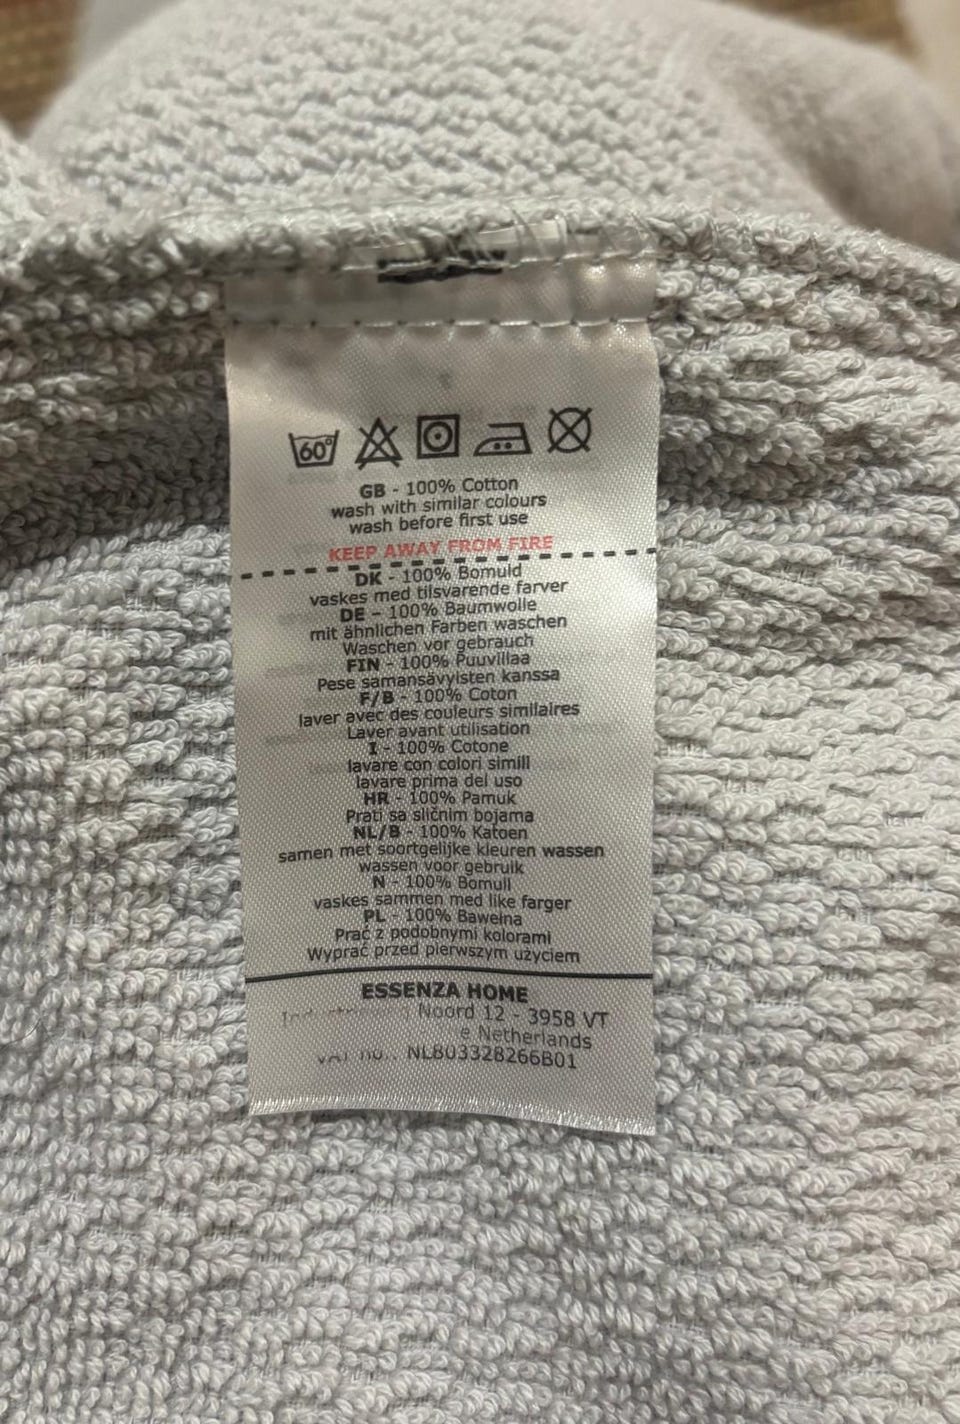 60°
GB - 100% Cotton
wash with similar colours
wash before first use
KEEP AWAY FROM FIRE
DK - 100% Bomuld
vaskes med tilsvarende farver
DE - 100% Baumwolle
mit ähnlichen Farben waschen
Waschen vor gebrauch
FIN - 100% Puuvillaa
Pese samansävyisten kanssa
F/B - 100% Coton
laver avec des couleurs similaires
Laver avant utilisation
I - 100% Cotone
lavare con colori simili
lavare prima del uso
HR - 100% Pamuk
Prati sa sličnim bojama
NL/B - 100% Katoen
samen met soortgelijke kleuren wassen
wassen voor gebruik
N - 100% Bomull
vaskes sammen med like farger
PL - 100% Bawełna
Prać z podobnymi kolorami
Wyprać przed pierwszym użyciem
ESSENZA HOME
Noord 12 - 3958 VT
Netherlands
VAT no.: NL803328266B01